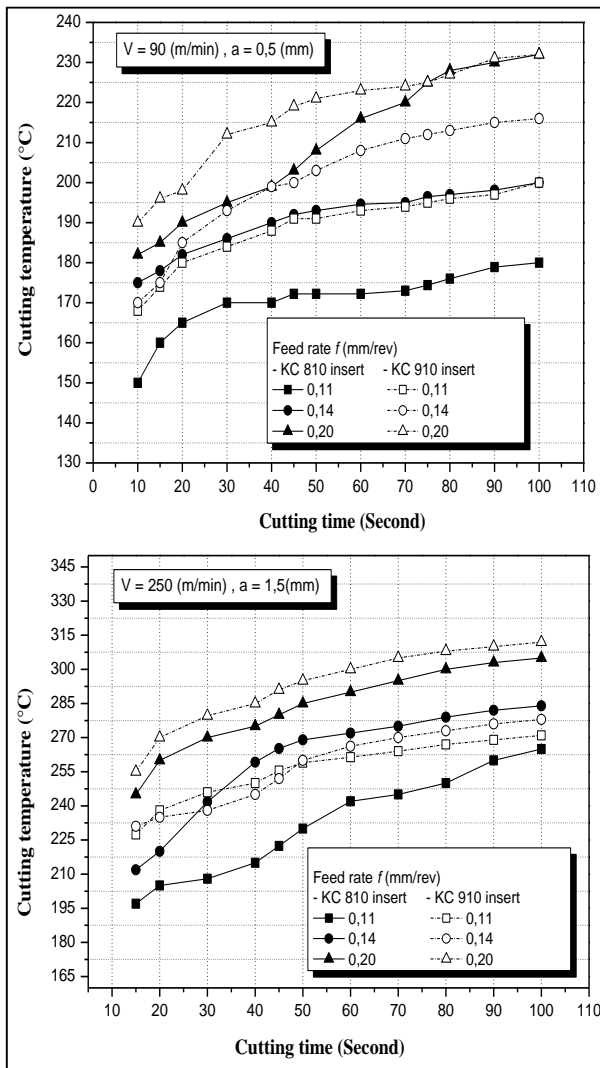 V = 90 (m/min) , a = 0,5 (mm)
Cutting temperature (°C)
240
230
220
210
200
190
180
170
160
150
140
130
Feed rate f (mm/rev)
- KC 810 insert - KC 910 insert
0,11 0,11
0,14 0,14
0,20 0,20
0 10 20 30 40 50 60 70 80 90 100 110
Cutting time (Second)
V = 250 (m/min) , a = 1,5(mm)
Cutting temperature (°C)
345
330
315
300
285
270
255
240
225
210
195
180
165
Feed rate f (mm/rev)
- KC 810 insert - KC 910 insert
0,11 0,11
0,14 0,14
0,20 0,20
10 20 30 40 50 60 70 80 90 100 110
Cutting time (Second)